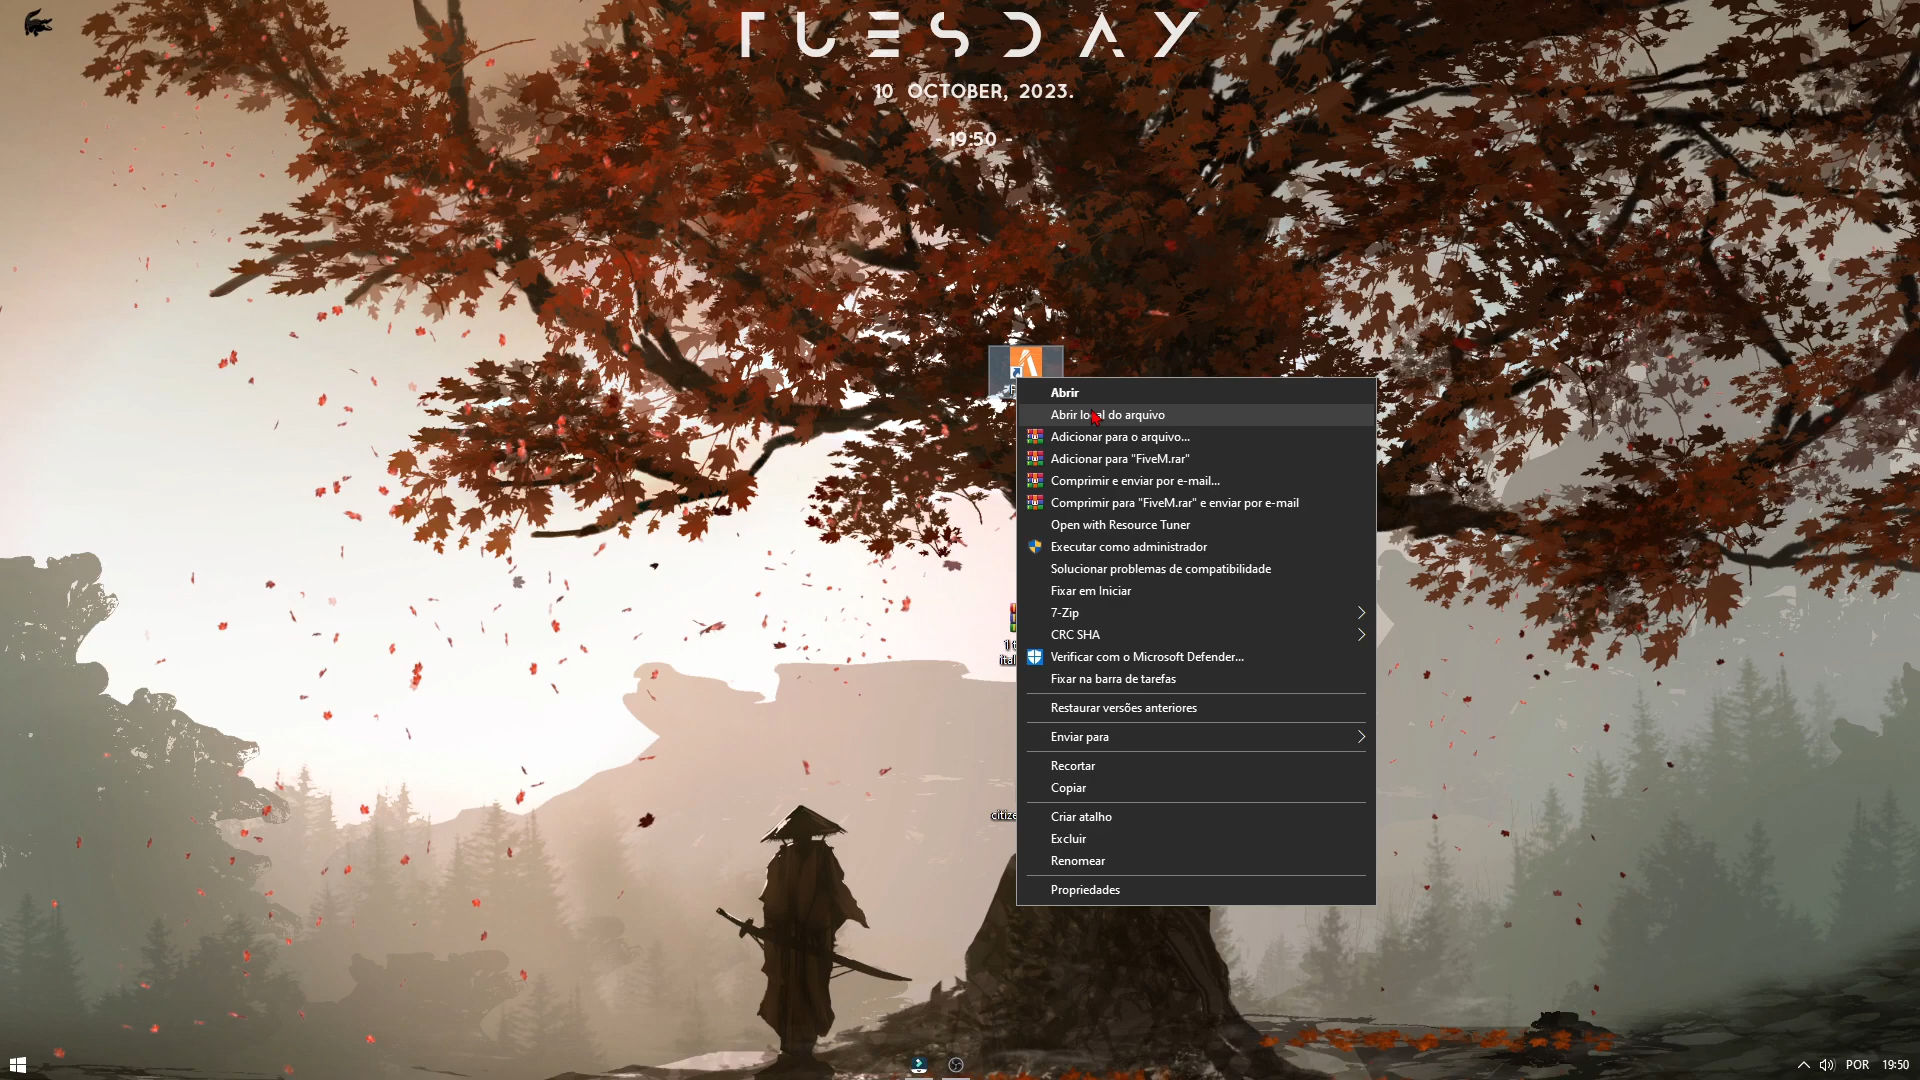 TUESDAY
10 OCTOBER, 2023.
- 19:50 -
Abrir
Abrir local do arquivo
Adicionar para o arquivo...
Adicionar para "FiveM.rar"
Comprimir e enviar por e-mail...
Comprimir para "FiveM.rar" e enviar por e-mail
Open with Resource Tuner
Executar como administrador
Solucionar problemas de compatibilidade
Fixar em Iniciar
7-Zip
CRC SHA
Verificar com o Microsoft Defender...
Fixar na barra de tarefas
Restaurar versões anteriores
Enviar para
Recortar
Copiar
Criar atalho
Excluir
Renomear
Propriedades
POR 19:50